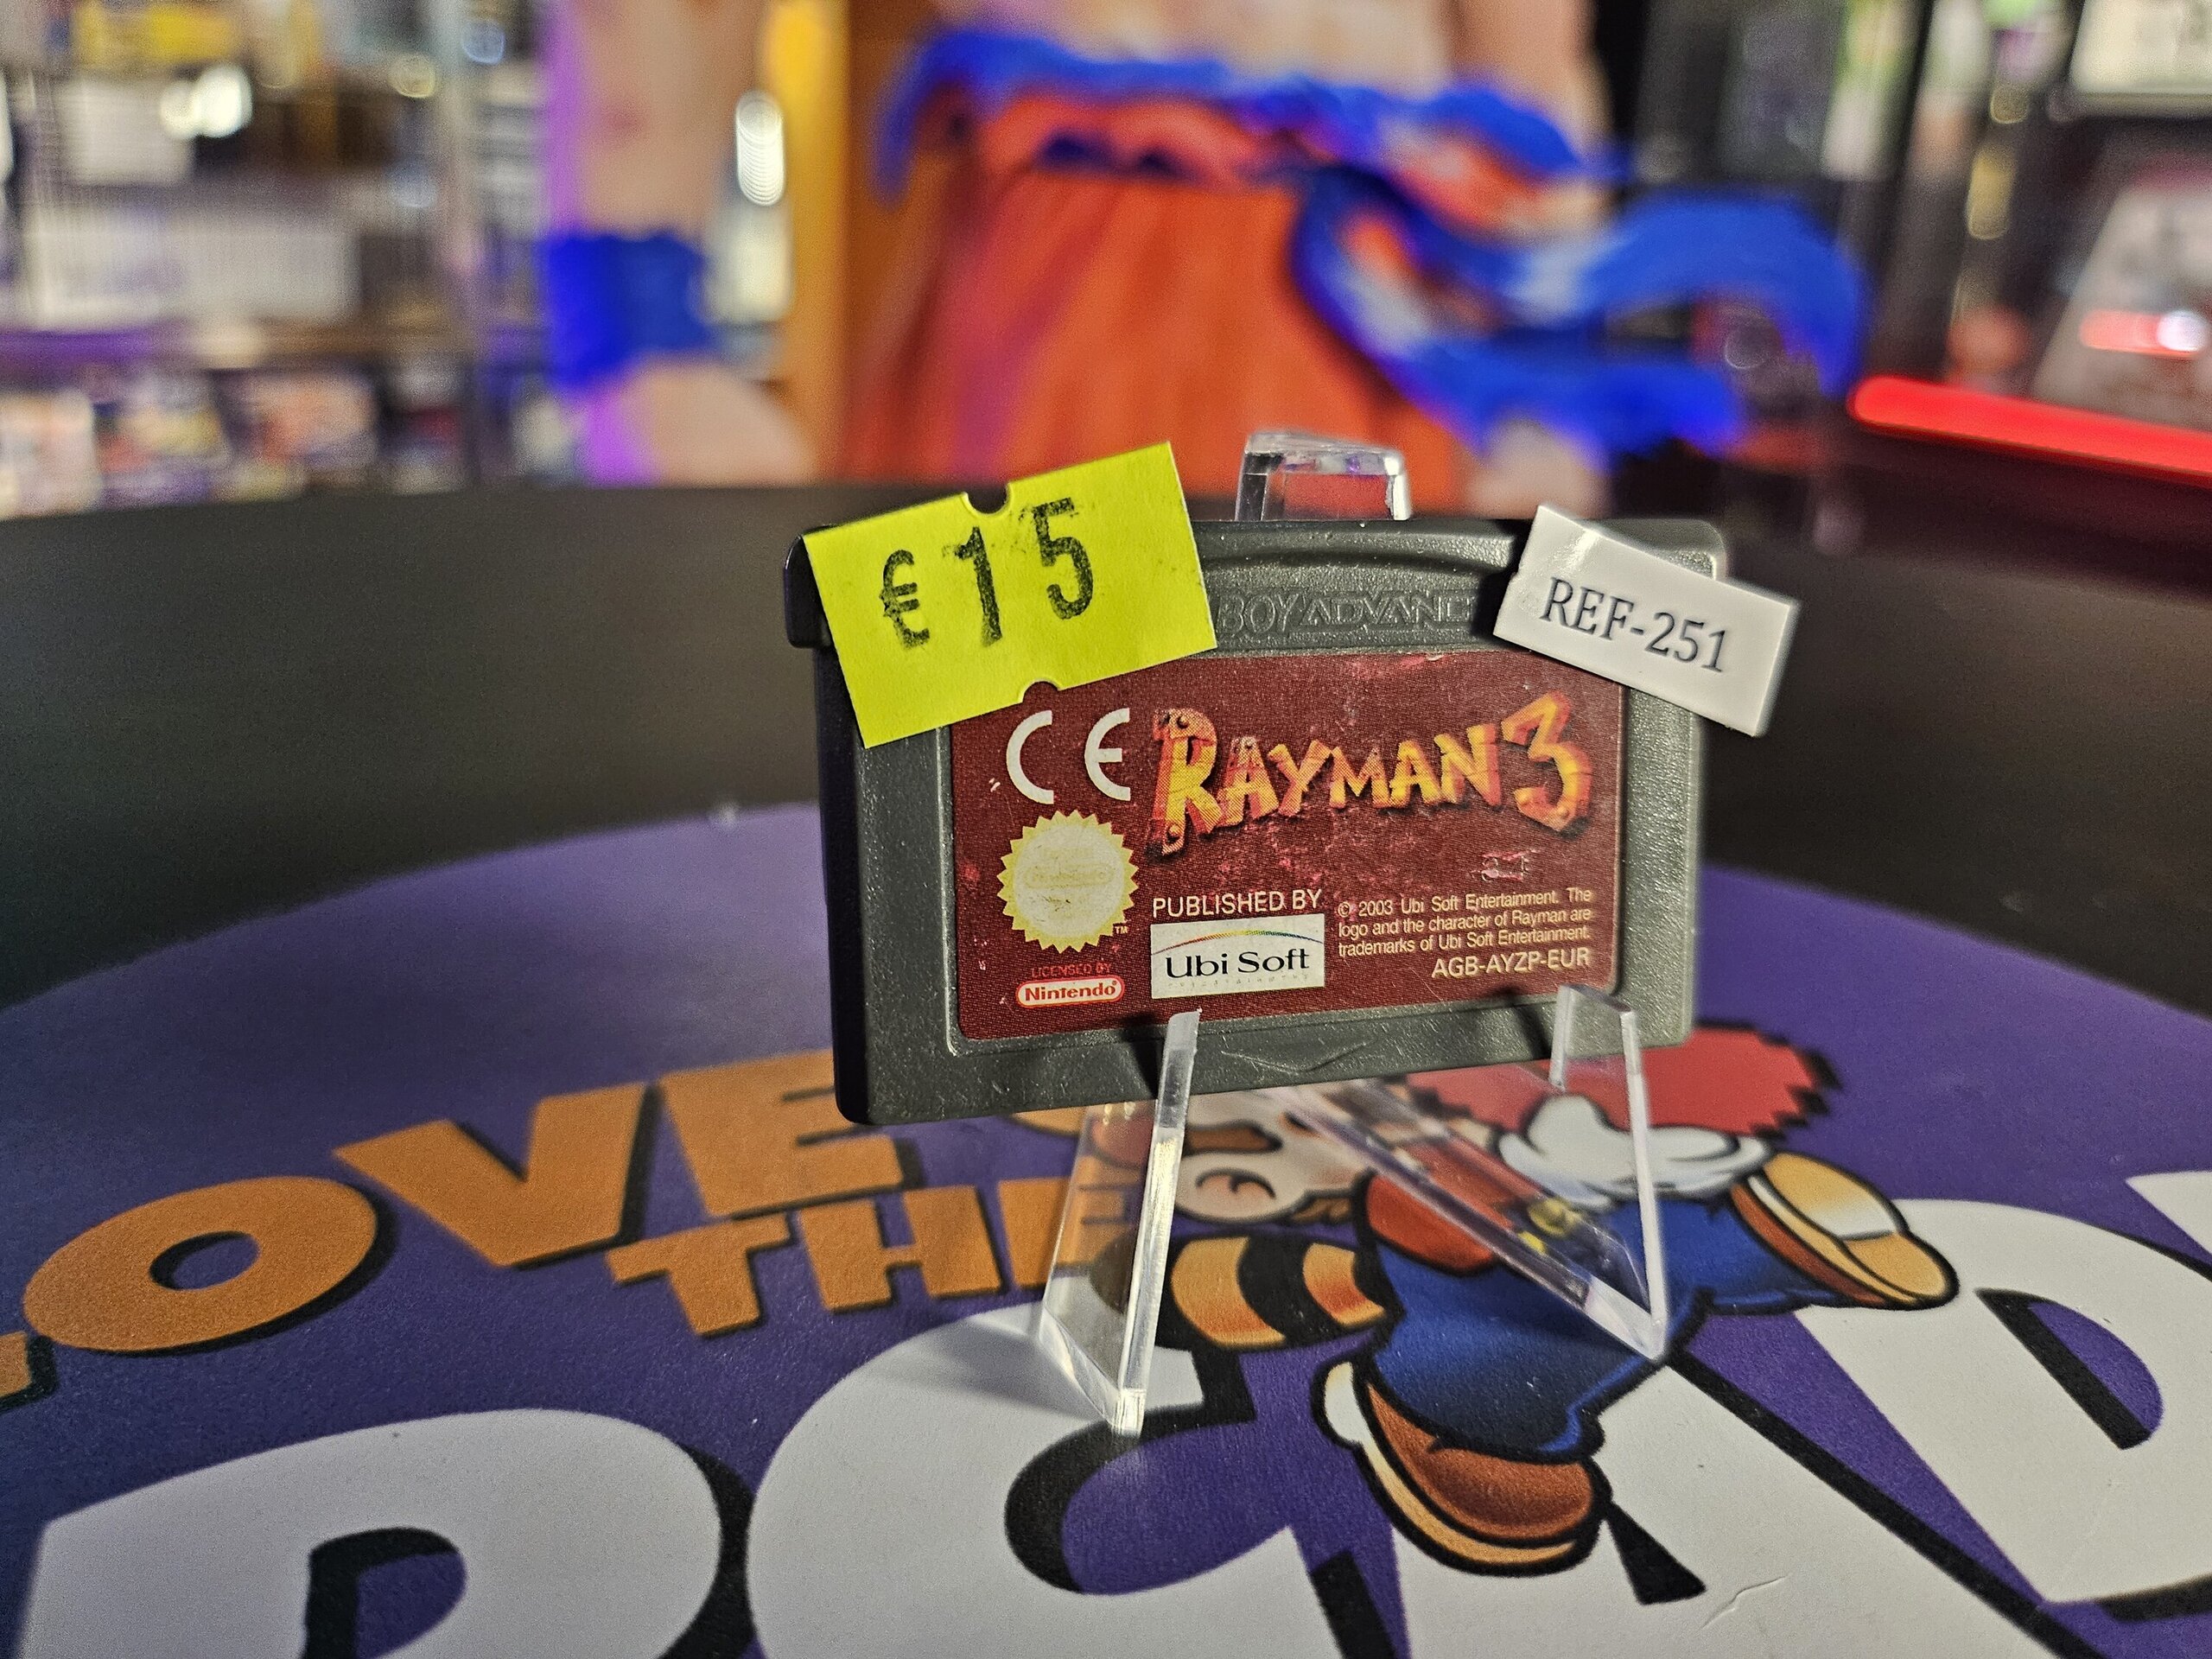 €15
REF-251
BOY ADVANC
CE
RAYMAN 3
PUBLISHED BY
Ubi Soft
© 2003 Ubi Soft Entertainment. The
logo and the character of Rayman are
trademarks of Ubi Soft Entertainment.
AGB-AYZP-EUR
TM
LICENSED BY
Nintendo®
OVE
THE